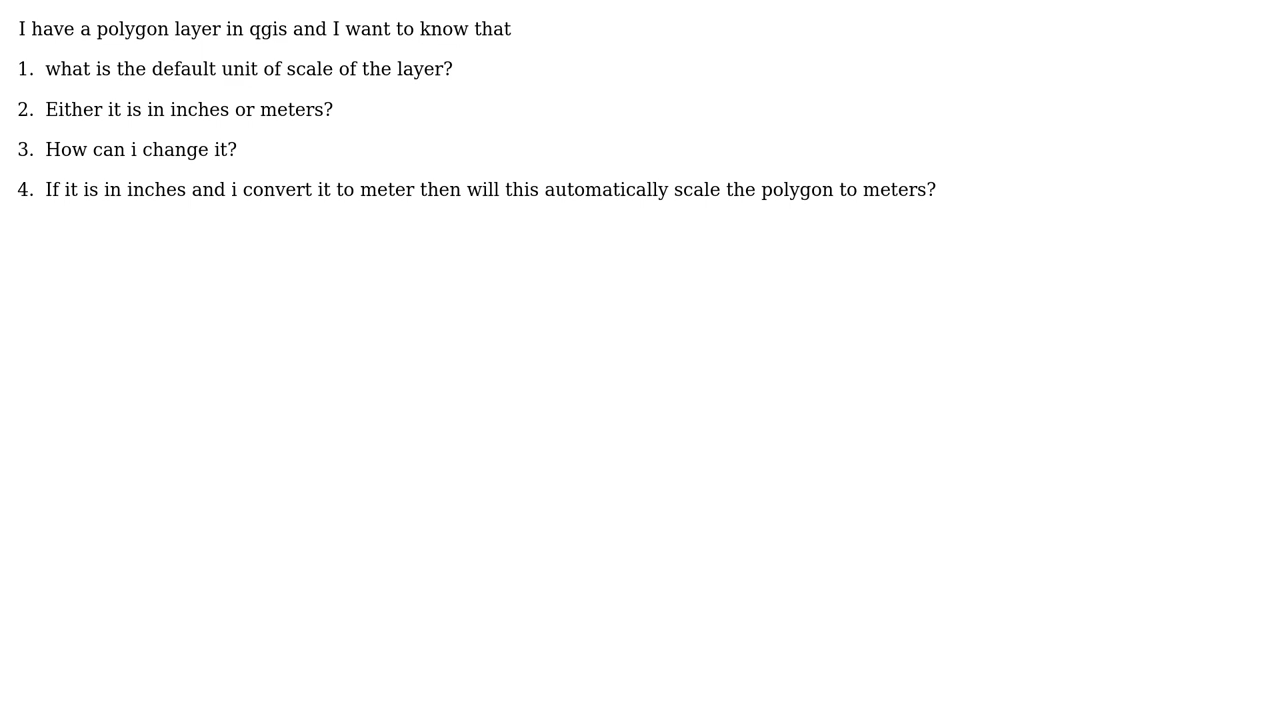 I have a polygon layer in qgis and I want to know that
1. what is the default unit of scale of the layer?
2. Either it is in inches or meters?
3. How can i change it?
4. If it is in inches and i convert it to meter then will this automatically scale the polygon to meters?